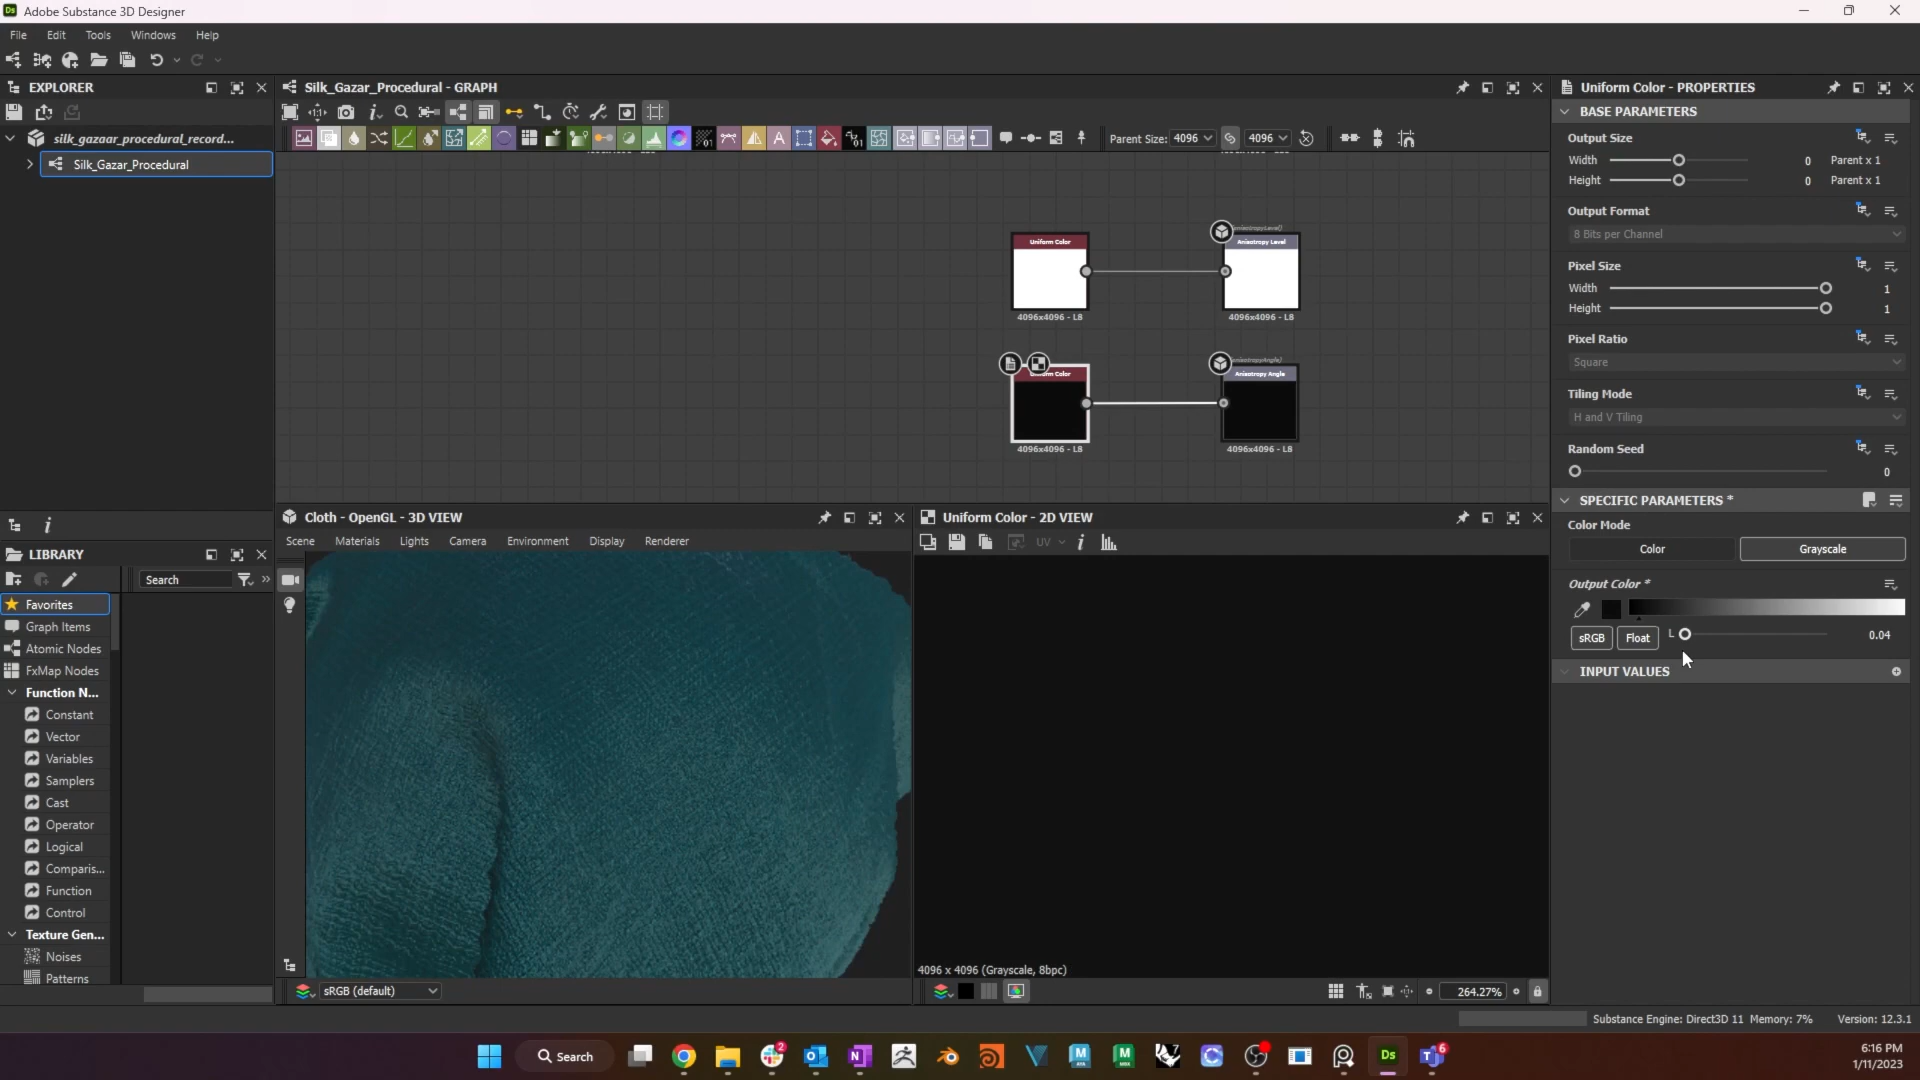 Adobe Substance 3D Designer
File Edit Tools Windows Help
EXPLORER
silk_gazaar_procedural_record...
Silk_Gazar_Procedural
Silk_Gazar_Procedural - GRAPH
Parent Size: 4096 4096
Uniform Color
4096x4096 - L8
Anisotropy Level
4096x4096 - L8
4096x4096 - L8
Anisotropy Angle
4096x4096 - L8
LIBRARY
Search
Favorites
Graph Items
Atomic Nodes
FxMap Nodes
Function N...
Constant
Vector
Variables
Samplers
Cast
Operator
Logical
Comparis...
Function
Control
Texture Gen...
Noises
Patterns
Cloth - OpenGL - 3D VIEW
Scene Materials Lights Camera Environment Display Renderer
sRGB (default)
Uniform Color - 2D VIEW
UV
4096 x 4096 (Grayscale, 8bpc)
264.27%
Uniform Color - PROPERTIES
BASE PARAMETERS
Output Size
Width 0 Parent x 1
Height 0 Parent x 1
Output Format
8 Bits per Channel
Pixel Size
Width 1
Height 1
Pixel Ratio
Square
Tiling Mode
H and V Tiling
Random Seed
0
SPECIFIC PARAMETERS *
Color Mode
Color Grayscale
Output Color *
sRGB Float L 0.04
INPUT VALUES
Substance Engine: Direct3D 11 Memory: 7% Version: 12.3.1
Search
6:16 PM
1/11/2023